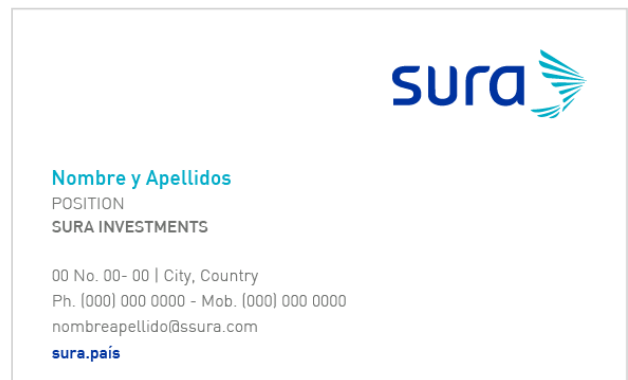 sura
Nombre y Apellidos
POSITION
SURA INVESTMENTS
00 No. 00- 00 | City, Country
Ph. (000) 000 0000 - Mob. (000) 000 0000
nombreapellido@ssura.com
sura.país